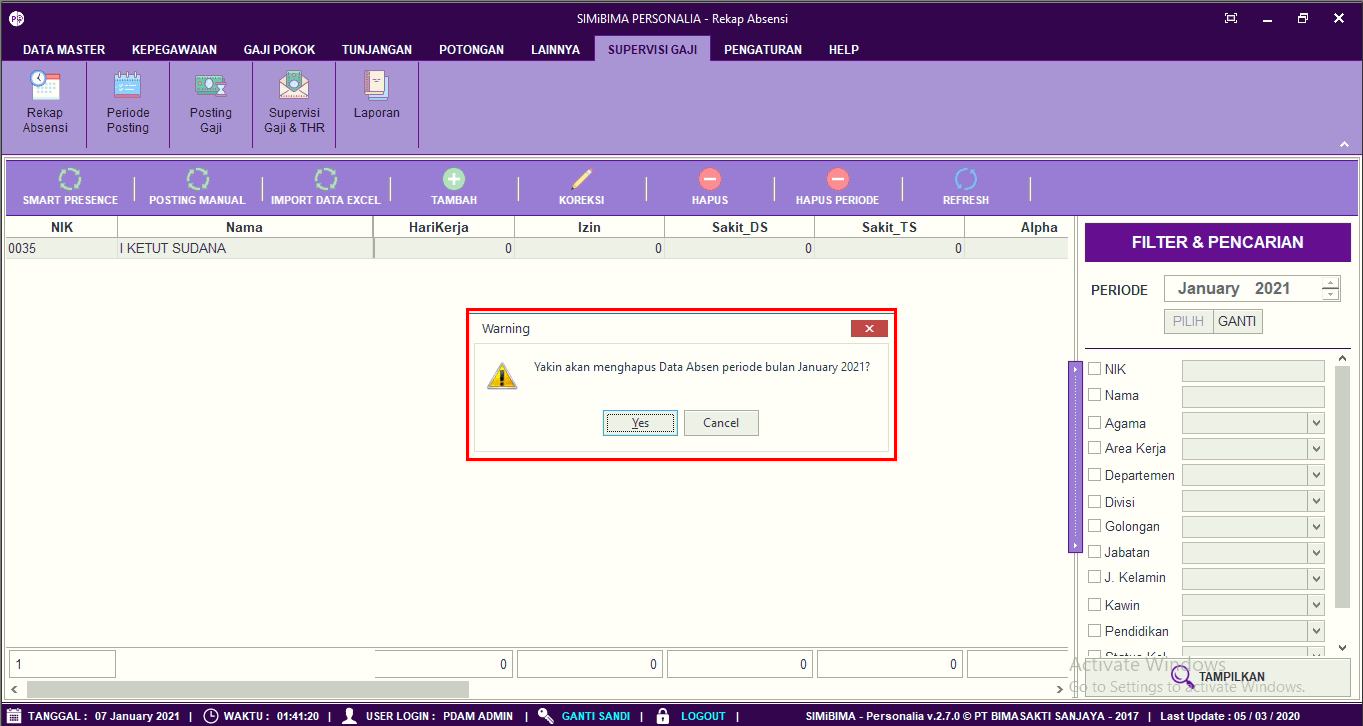 SIMiBIMA PERSONALIA - Rekap Absensi
DATA MASTER KEPEGAWAIAN GAJI POKOK TUNJANGAN POTONGAN LAINNYA SUPERVISI GAJI PENGATURAN HELP
Rekap Absensi
Periode Posting
Posting Gaji
Supervisi Gaji & THR
Laporan
SMART PRESENCE POSTING MANUAL IMPORT DATA EXCEL TAMBAH KOREKSI HAPUS HAPUS PERIODE REFRESH
NIK Nama HariKerja Izin Sakit_DS Sakit_TS Alpha
0035 I KETUT SUDANA 0 0 0 0
Warning
Yakin akan menghapus Data Absen periode bulan January 2021?
Yes Cancel
1 0 0 0 0
FILTER & PENCARIAN
PERIODE January 2021
PILIH GANTI
NIK
Nama
Agama
Area Kerja
Departemen
Divisi
Golongan
Jabatan
J. Kelamin
Kawin
Pendidikan
TAMPILKAN
Activate Windows
Go to Settings to activate Windows.
TANGGAL : 07 January 2021 | WAKTU : 01:41:20 | USER LOGIN : PDAM ADMIN | GANTI SANDI | LOGOUT | SIMiBIMA - Personalia v.2.7.0 © PT BIMASAKTI SANJAYA - 2017 | Last Update : 05 / 03 / 2020